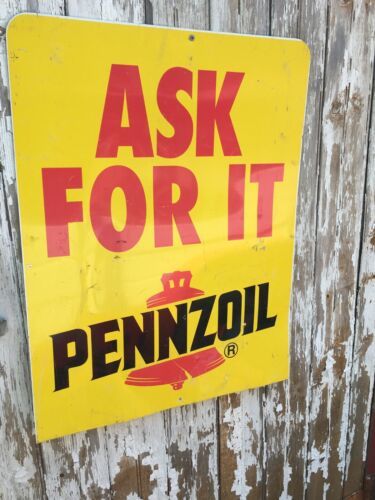 ASK
FOR IT
PENNZOIL
®